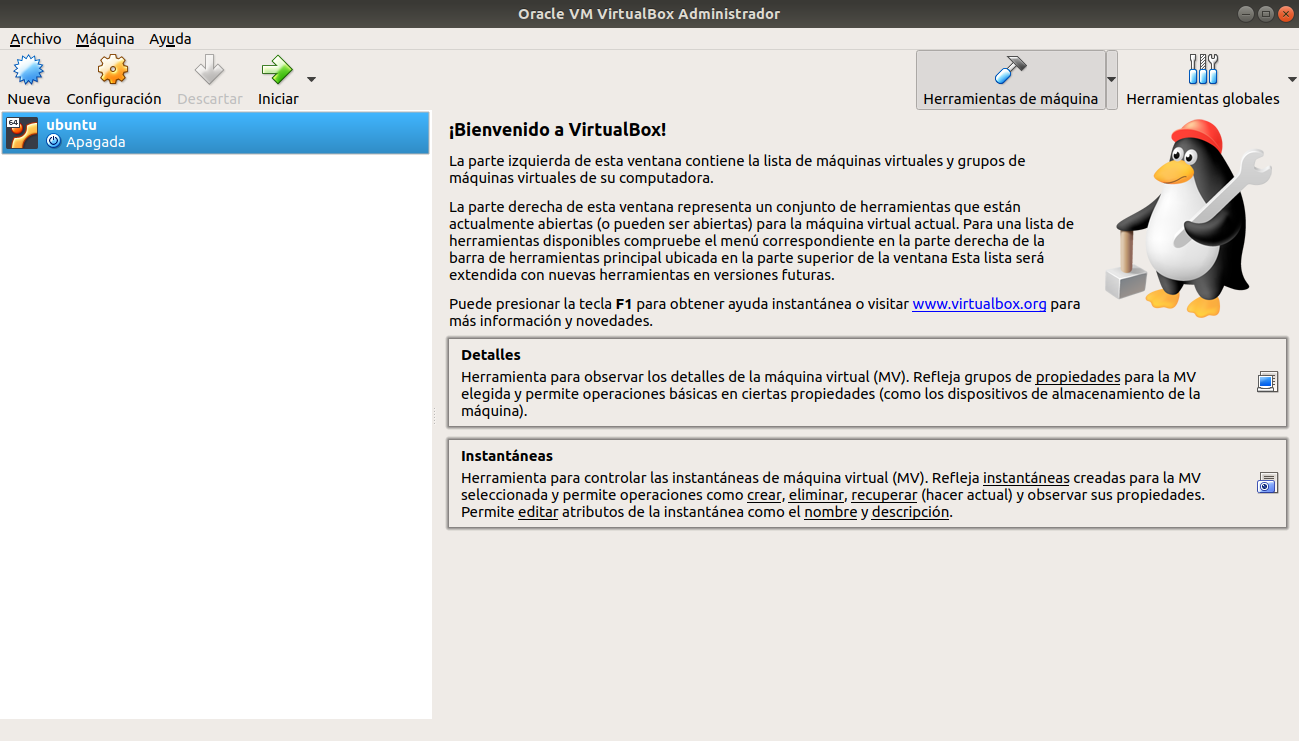 Oracle VM VirtualBox Administrador
Archivo Máquina Ayuda
Nueva Configuración Descartar Iniciar Herramientas de máquina Herramientas globales
64
ubuntu
Apagada
¡Bienvenido a VirtualBox!
La parte izquierda de esta ventana contiene la lista de máquinas virtuales y grupos de
máquinas virtuales de su computadora.
La parte derecha de esta ventana representa un conjunto de herramientas que están
actualmente abiertas (o pueden ser abiertas) para la máquina virtual actual. Para una lista de
herramientas disponibles compruebe el menú correspondiente en la parte derecha de la
barra de herramientas principal ubicada en la parte superior de la ventana Esta lista será
extendida con nuevas herramientas en versiones futuras.
Puede presionar la tecla F1 para obtener ayuda instantánea o visitar www.virtualbox.org para
más información y novedades.
Detalles
Herramienta para observar los detalles de la máquina virtual (MV). Refleja grupos de propiedades para la MV
elegida y permite operaciones básicas en ciertas propiedades (como los dispositivos de almacenamiento de la
máquina).
Instantáneas
Herramienta para controlar las instantáneas de máquina virtual (MV). Refleja instantáneas creadas para la MV
seleccionada y permite operaciones como crear, eliminar, recuperar (hacer actual) y observar sus propiedades.
Permite editar atributos de la instantánea como el nombre y descripción.